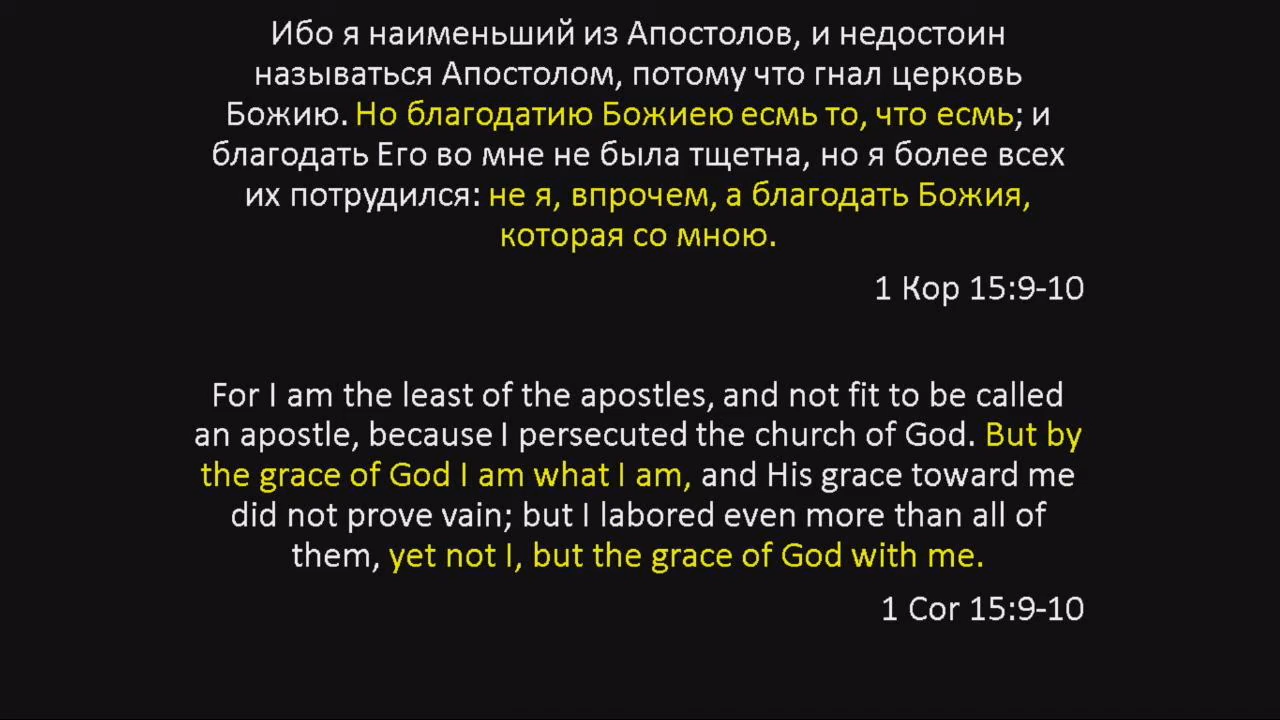 Ибо я наименьший из Апостолов, и недостоин
называться Апостолом, потому что гнал церковь
Божию. Но благодатию Божиею есмь то, что есмь; и
благодать Его во мне не была тщетна, но я более всех
их потрудился: не я, впрочем, а благодать Божия,
которая со мною.
1 Кор 15:9-10
For I am the least of the apostles, and not fit to be called
an apostle, because I persecuted the church of God. But by
the grace of God I am what I am, and His grace toward me
did not prove vain; but I labored even more than all of
them, yet not I, but the grace of God with me.
1 Cor 15:9-10